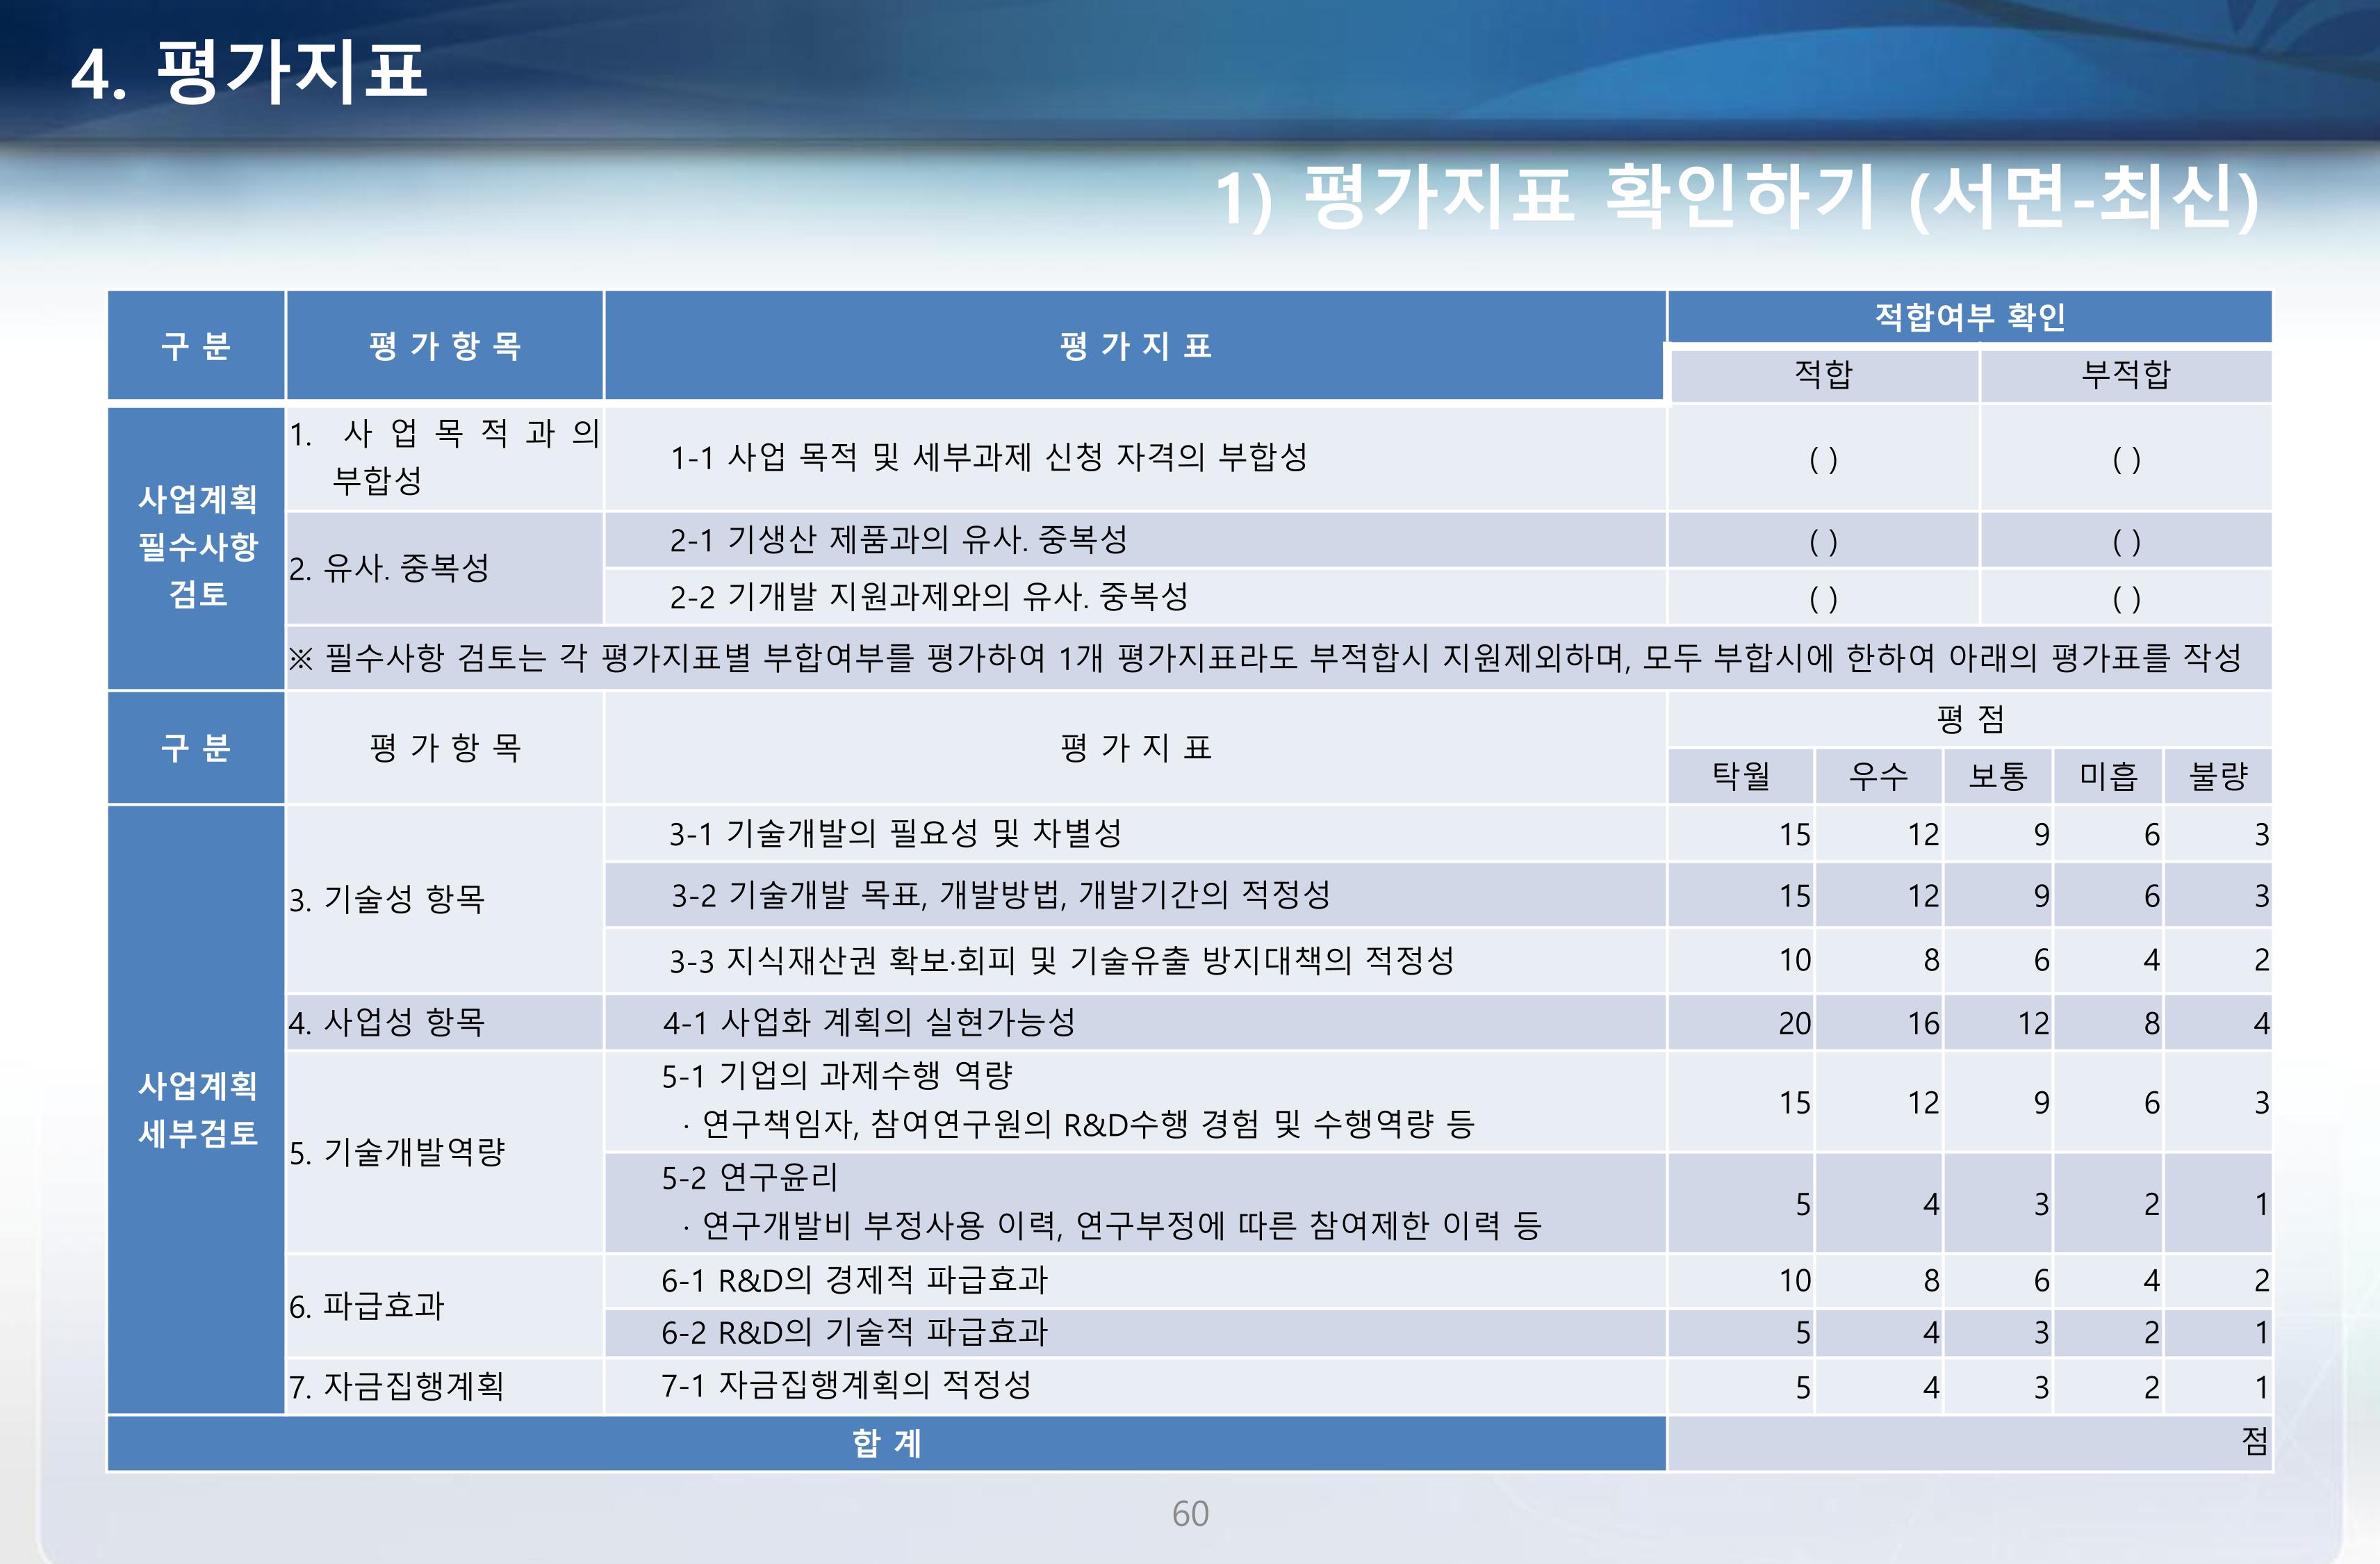 4. 평가지표
1) 평가지표 확인하기 (서면-최신)
구 분 평 가 항 목 평 가 지 표 적합여부 확인
적합 부적합
사업계획
필수사항
검토
1. 사 업 목 적 과 의
부합성
1-1 사업 목적 및 세부과제 신청 자격의 부합성 ( ) ( )
2. 유사. 중복성
2-1 기생산 제품과의 유사. 중복성 ( ) ( )
2-2 기개발 지원과제와의 유사. 중복성 ( ) ( )
※ 필수사항 검토는 각 평가지표별 부합여부를 평가하여 1개 평가지표라도 부적합시 지원제외하며, 모두 부합시에 한하여 아래의 평가표를 작성
구 분 평 가 항 목 평 가 지 표 평 점
탁월 우수 보통 미흡 불량
사업계획
세부검토
3. 기술성 항목
3-1 기술개발의 필요성 및 차별성 15 12 9 6 3
3-2 기술개발 목표, 개발방법, 개발기간의 적정성 15 12 9 6 3
3-3 지식재산권 확보·회피 및 기술유출 방지대책의 적정성 10 8 6 4 2
4. 사업성 항목 4-1 사업화 계획의 실현가능성 20 16 12 8 4
5. 기술개발역량
5-1 기업의 과제수행 역량
· 연구책임자, 참여연구원의 R&D수행 경험 및 수행역량 등 15 12 9 6 3
5-2 연구윤리
· 연구개발비 부정사용 이력, 연구부정에 따른 참여제한 이력 등 5 4 3 2 1
6. 파급효과
6-1 R&D의 경제적 파급효과 10 8 6 4 2
6-2 R&D의 기술적 파급효과 5 4 3 2 1
7. 자금집행계획 7-1 자금집행계획의 적정성 5 4 3 2 1
합 계 점
60